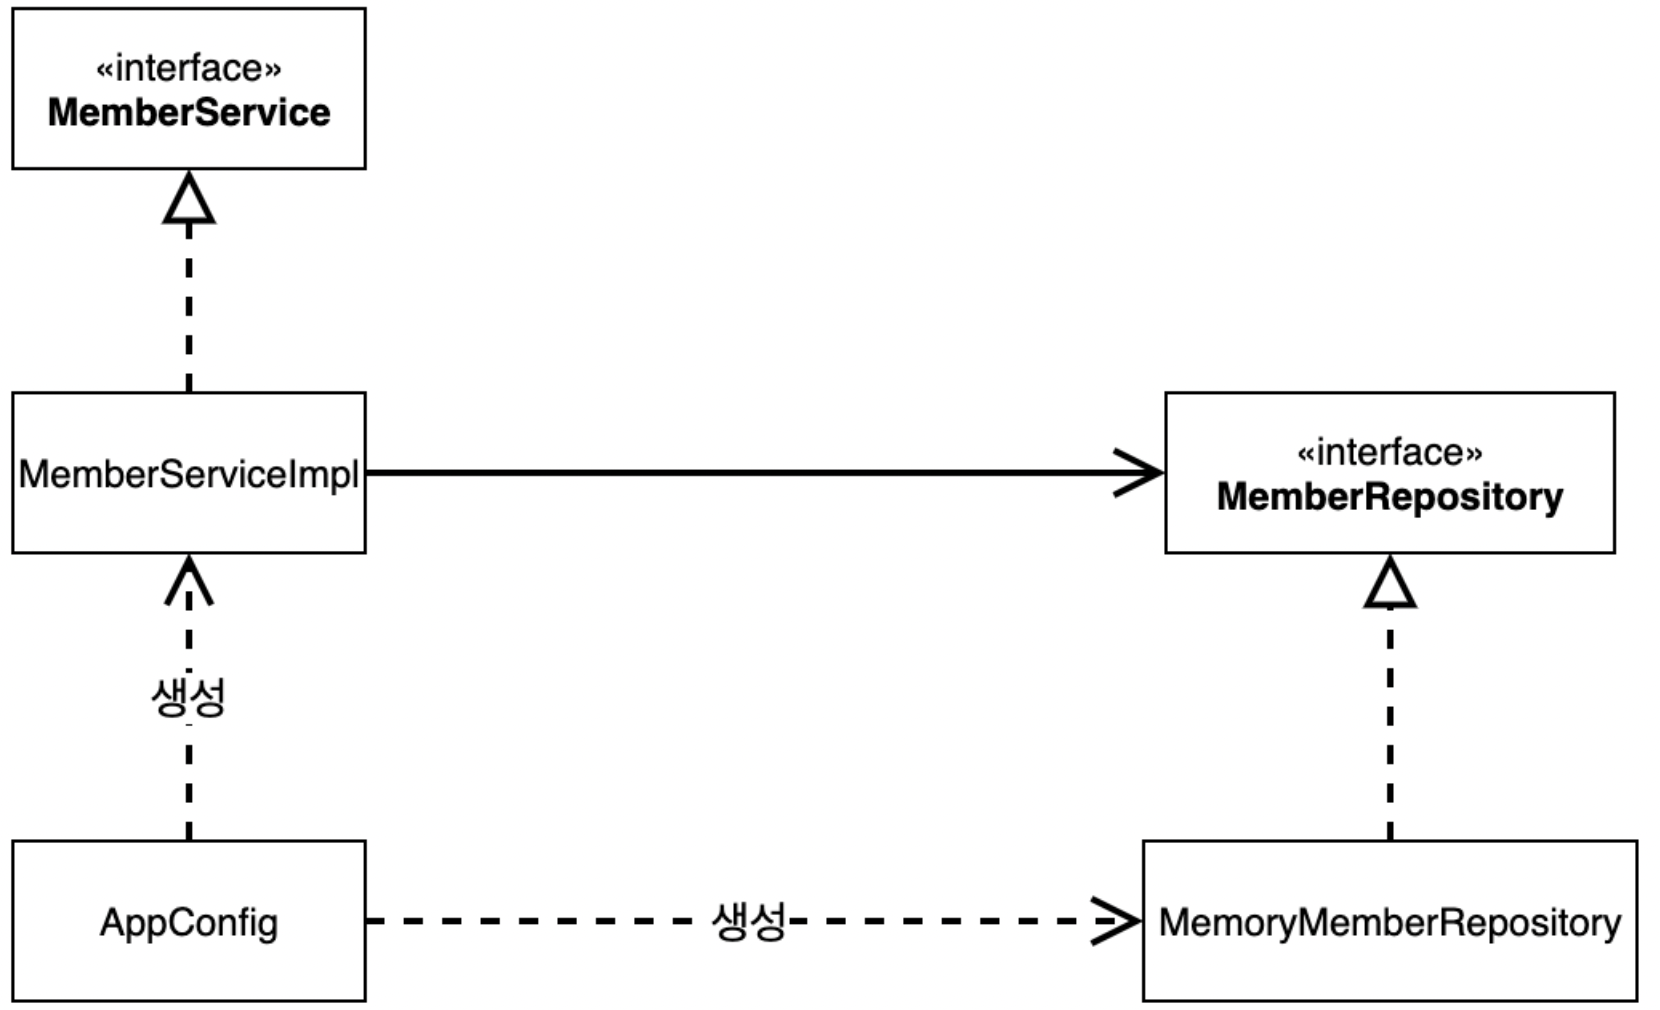 «interface»
MemberService
MemberServiceImpl
«interface»
MemberRepository
생성
AppConfig
생성
MemoryMemberRepository